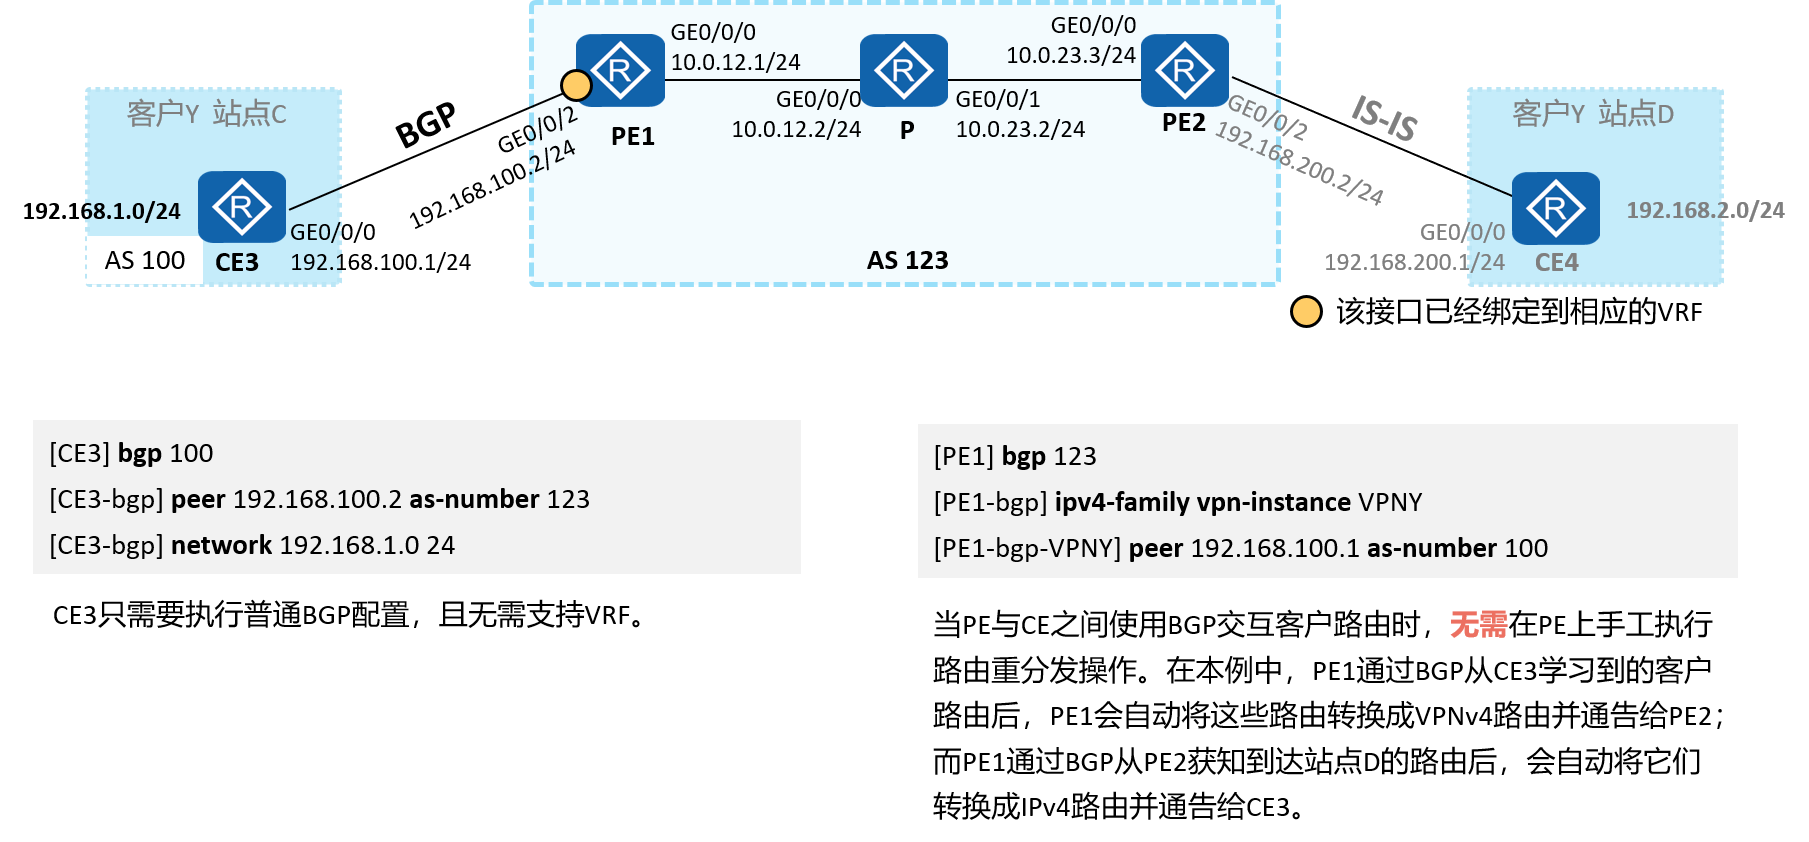 GE0/0/0
10.0.12.1/24
GE0/0/0
10.0.23.3/24
R
R
R
客户Y 站点C
BGP
GE0/0/2
192.168.100.2/24
PE1
GE0/0/0
10.0.12.2/24
P
GE0/0/1
10.0.23.2/24
PE2
GE0/0/2
192.168.200.2/24
IS-IS
客户Y 站点D
192.168.1.0/24
R
GE0/0/0
192.168.100.1/24
AS 100
CE3
AS 123
R
192.168.2.0/24
GE0/0/0
192.168.200.1/24
CE4
该接口已经绑定到相应的VRF
[CE3] bgp 100
[CE3-bgp] peer 192.168.100.2 as-number 123
[CE3-bgp] network 192.168.1.0 24
CE3只需要执行普通BGP配置，且无需支持VRF。
[PE1] bgp 123
[PE1-bgp] ipv4-family vpn-instance VPNY
[PE1-bgp-VPNY] peer 192.168.100.1 as-number 100
当PE与CE之间使用BGP交互客户路由时，无需在PE上手工执行
路由重分发操作。在本例中，PE1通过BGP从CE3学习到的客户
路由后，PE1会自动将这些路由转换成VPNv4路由并通告给PE2；
而PE1通过BGP从PE2获知到达站点D的路由后，会自动将它们
转换成IPv4路由并通告给CE3。